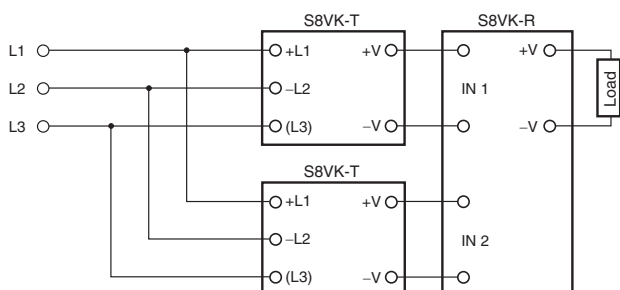 S8VK-T
S8VK-R
L1
+L1
+V
+V
L2
–L2
IN 1
Load
L3
(L3)
–V
–V
S8VK-T
+L1
+V
–L2
IN 2
(L3)
–V